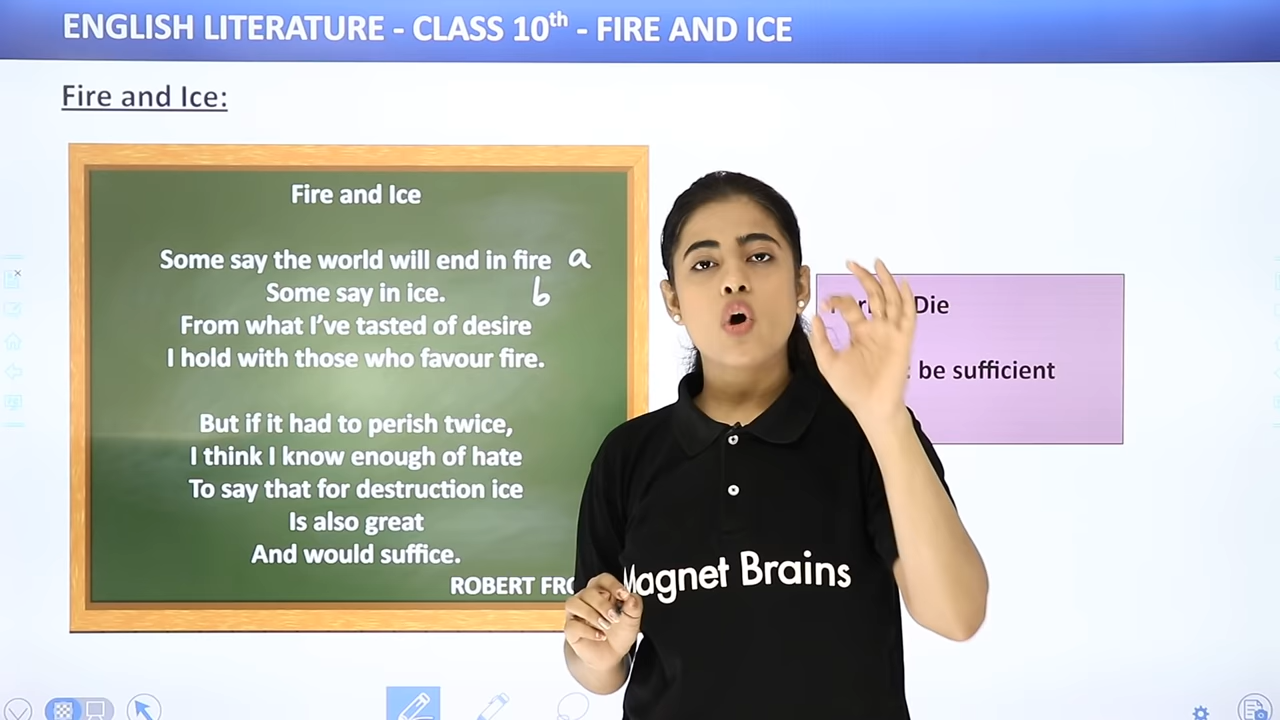 ENGLISH LITERATURE - CLASS 10th - FIRE AND ICE
Fire and Ice:
Fire and Ice
Some say the world will end in fire a
Some say in ice. b
From what I've tasted of desire
I hold with those who favour fire.
But if it had to perish twice,
I think I know enough of hate
To say that for destruction ice
Is also great
And would suffice.
ROBERT
Die
be sufficient
Magnet Brains